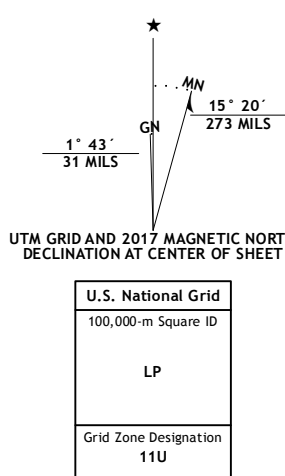 ★
MN
GN
15° 20´
273 MILS
1° 43´
31 MILS
UTM GRID AND 2017 MAGNETIC NORT
DECLINATION AT CENTER OF SHEET
U.S. National Grid
100,000-m Square ID
LP
Grid Zone Designation
11U